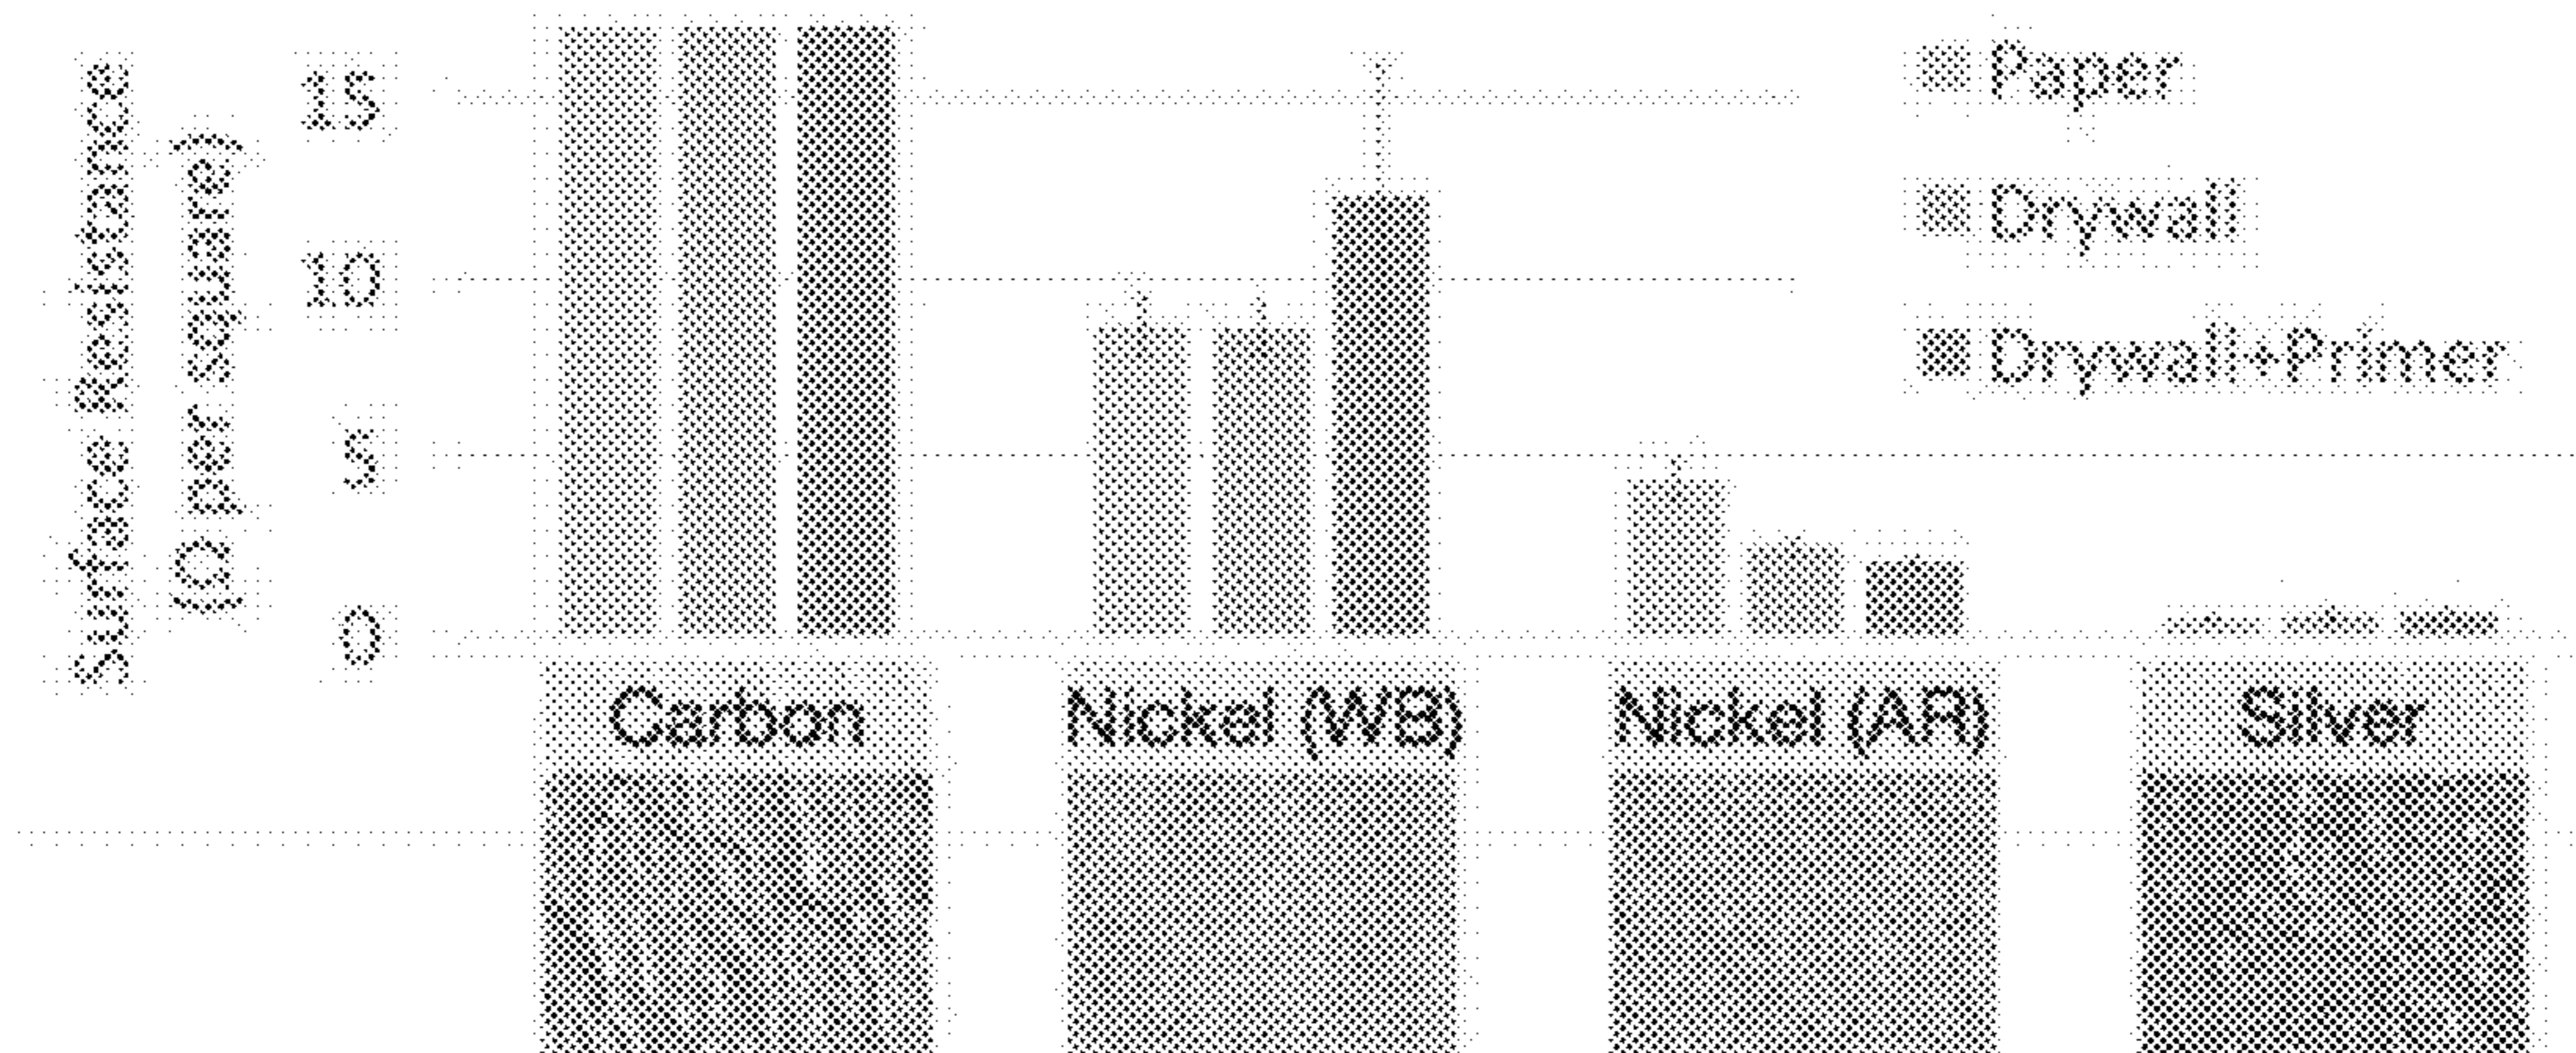 Surface Resistance
(Ω per square)
15
10
5
0
Paper
Drywall
Drywall+Primer
Carbon
Nickel (WB)
Nickel (AR)
Silver